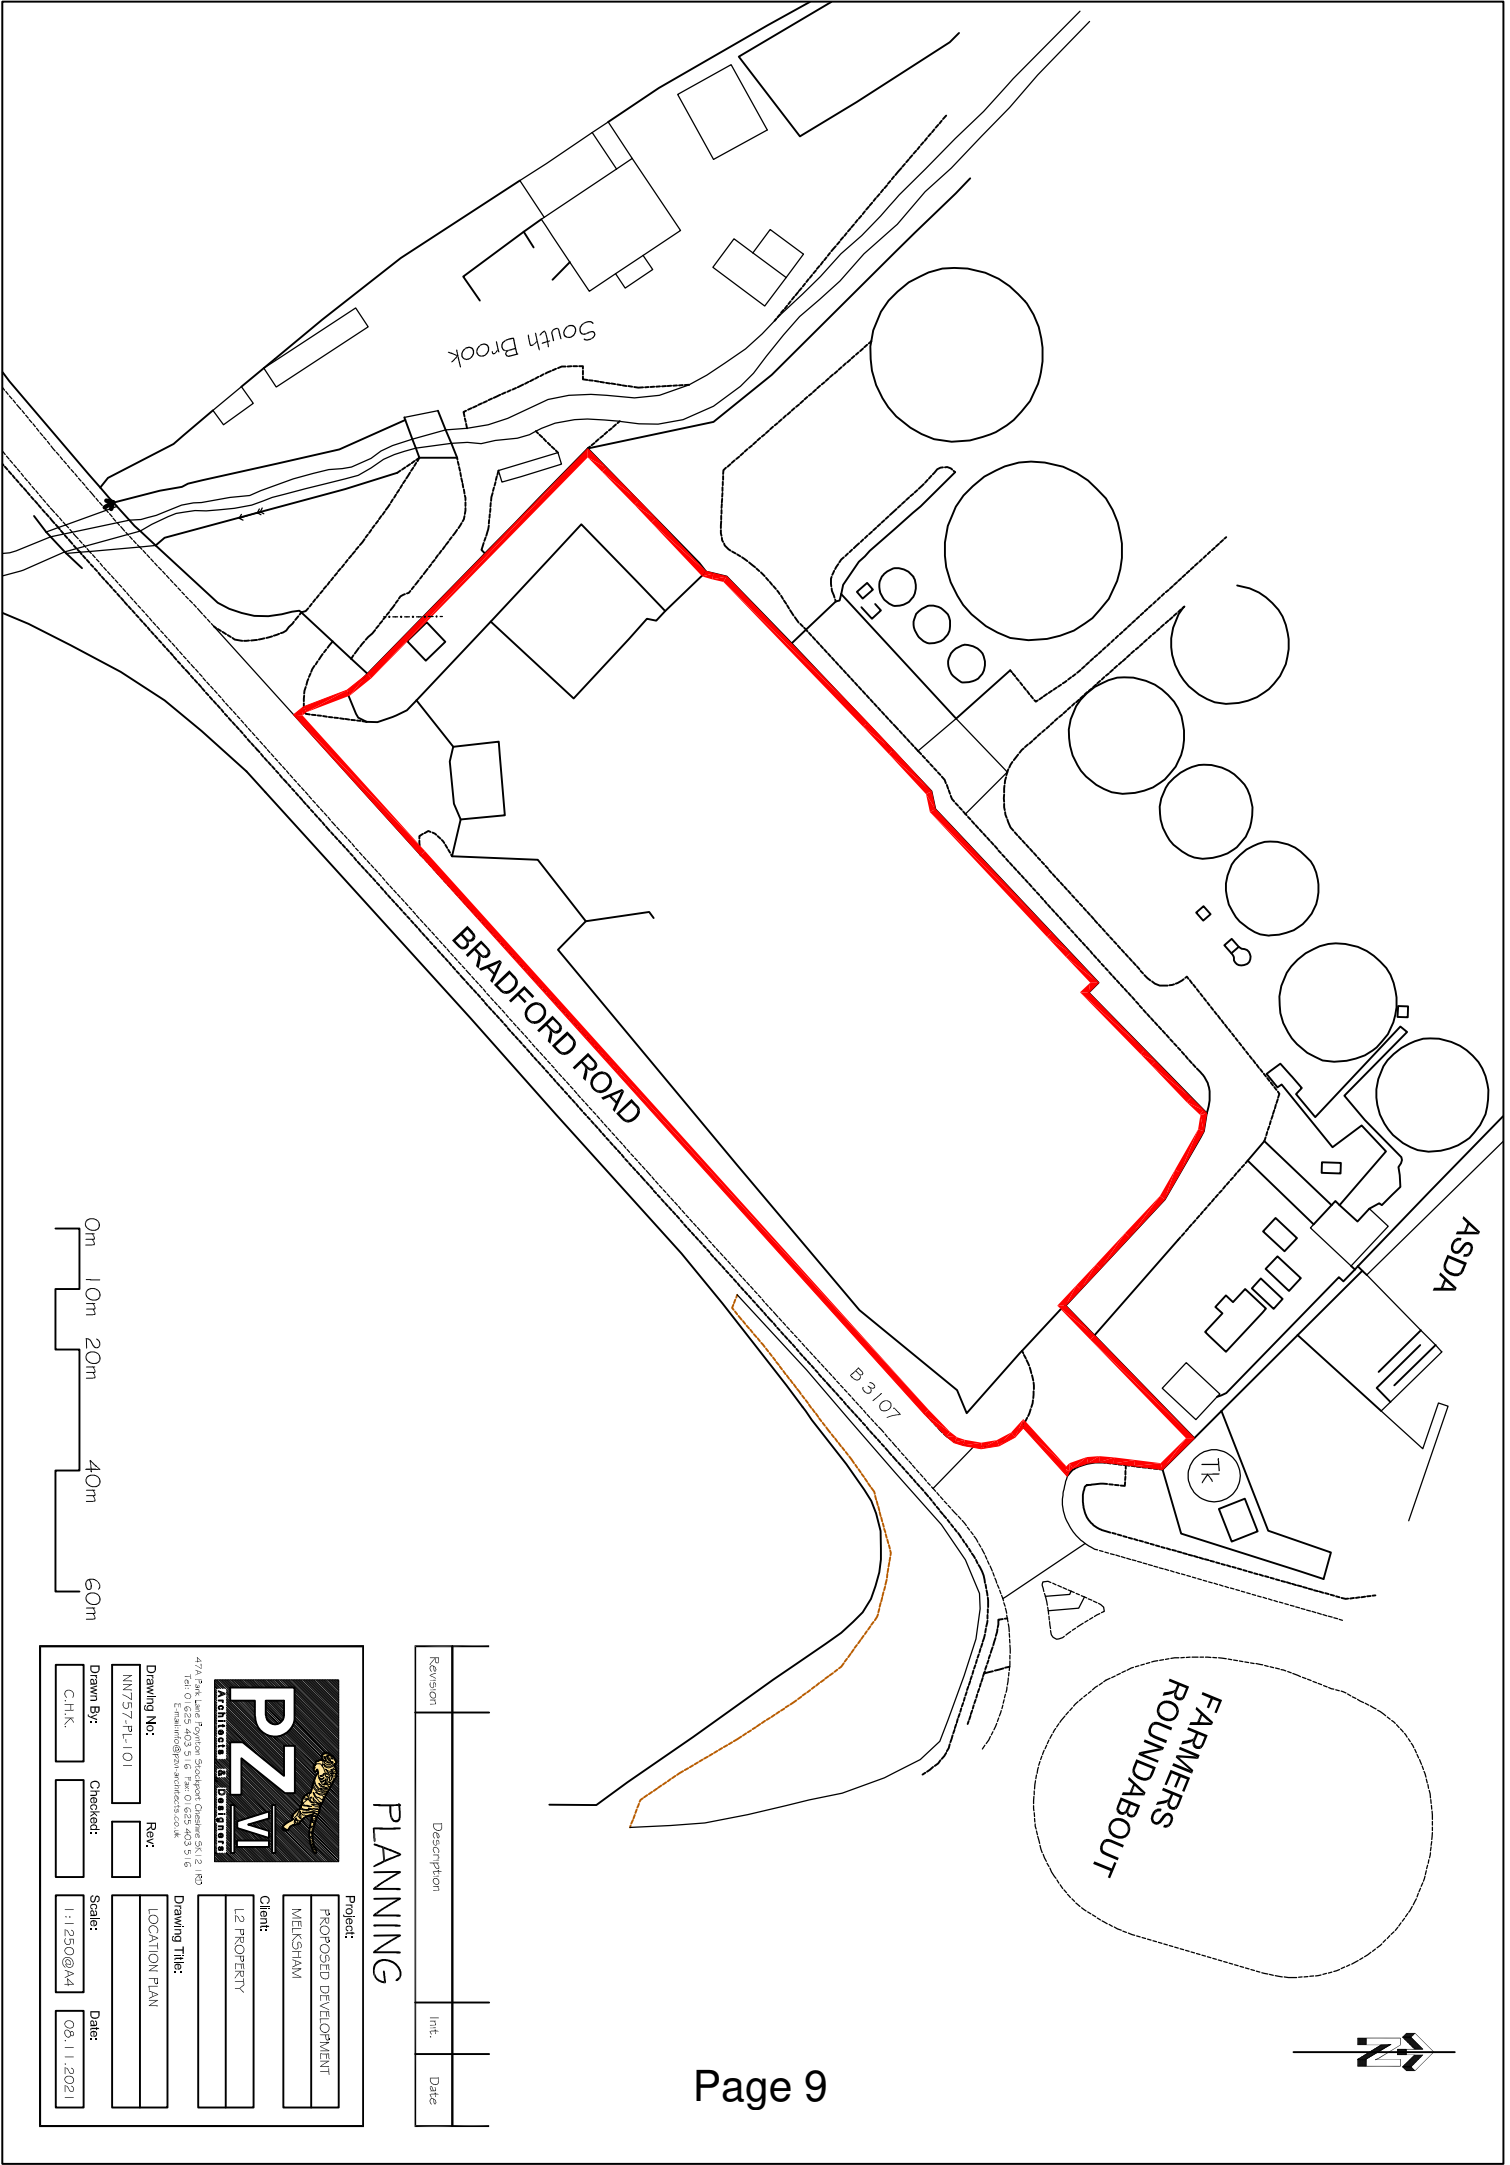 South Brook
ASDA
BRADFORD ROAD
B 3107
Tk
FARMERS
ROUNDABOUT
0m 10m 20m 40m 60m
Revision Description Init. Date
PLANNING
PZ VI
Architects & Designers
47A Park Lane Poynton Stockport Cheshire SK12 1RD
Tel: 01625 403 516 Fax: 01625 403 516
E-mail:info@pzvi-architects.co.uk
Project:
PROPOSED DEVELOPMENT
MELKSHAM
Client:
L2 PROPERTY
Drawing Title:
LOCATION PLAN
Drawing No:
NN757-PL-101
Rev:
Drawn By:
C.H.K.
Checked:
Scale:
1:1250@A4
Date:
08.11.2021
N
Page 9